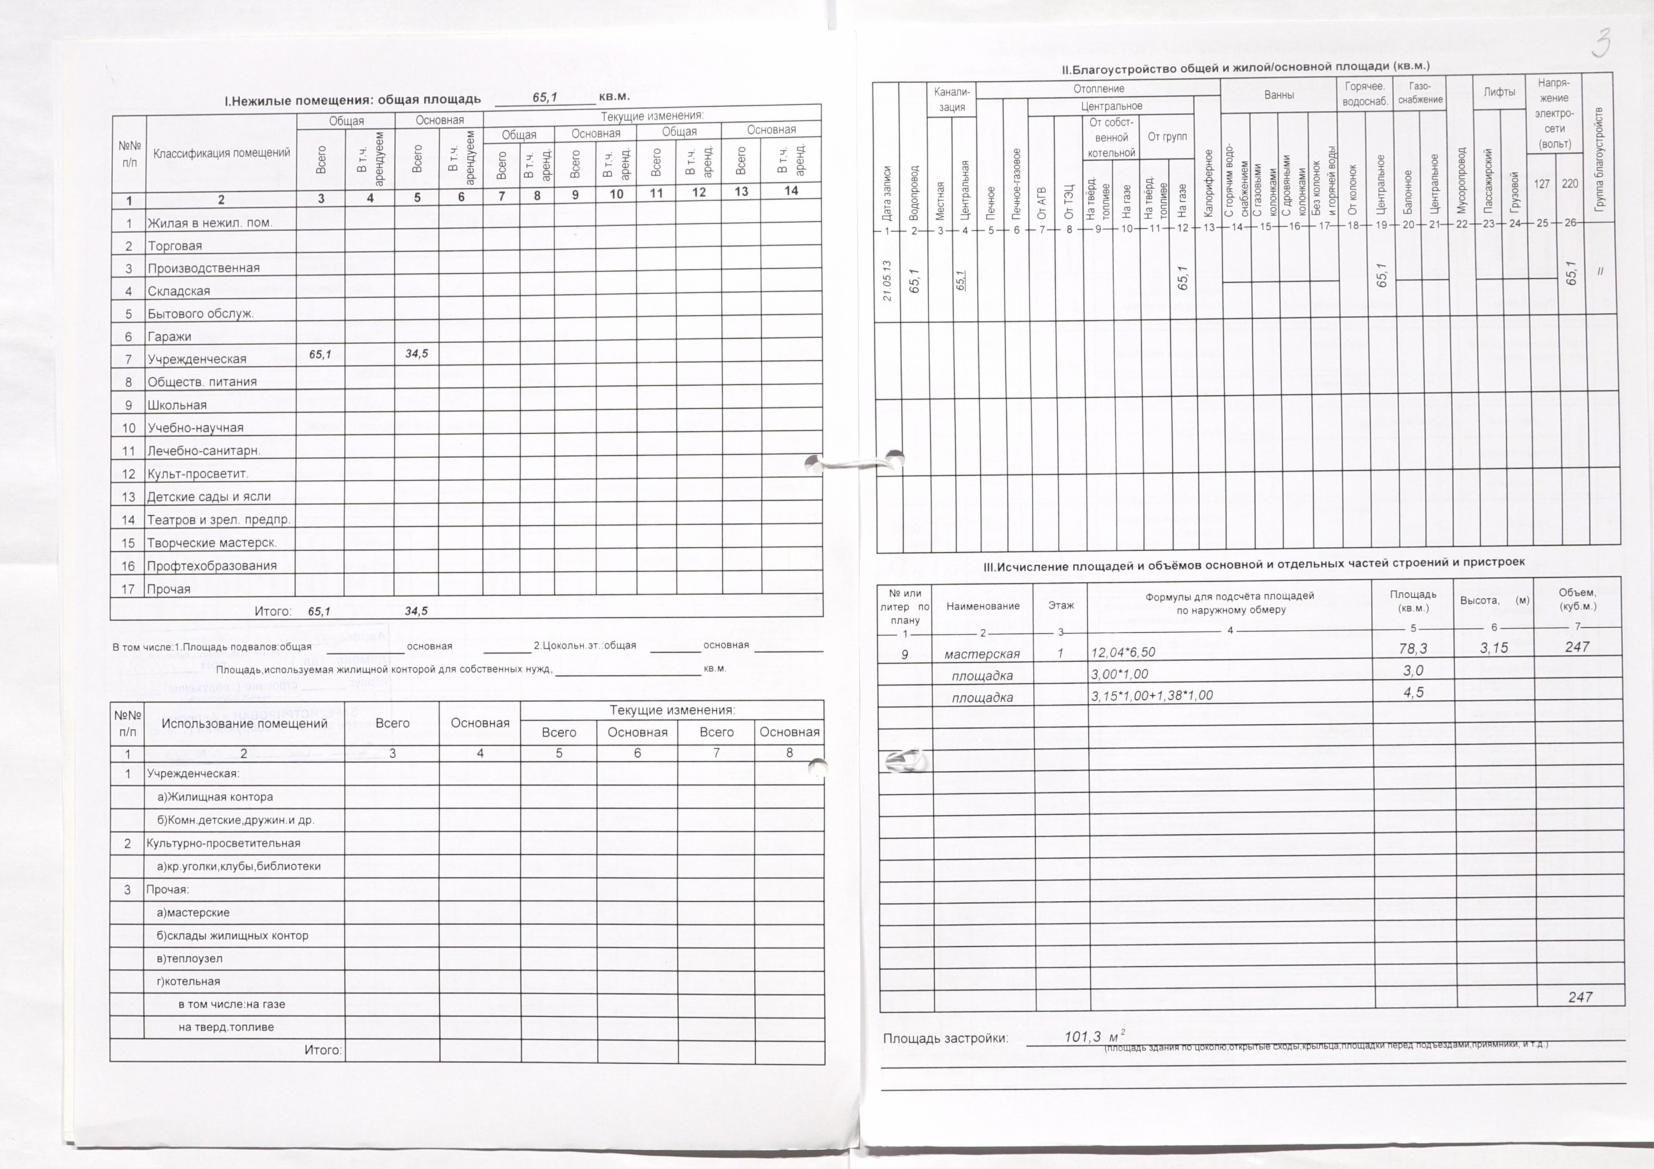 I.Нежилые помещения: общая площадь 65,1 кв.м.
№№ п/п
Классификация помещений
Общая
Основная
Текущие изменения:
Общая
Основная
Общая
Основная
Всего
В т.ч. арендуеем
Всего
В т.ч. арендуеем
Всего
В т.ч. аренд.
Всего
В т.ч. аренд.
Всего
В т.ч. аренд.
Всего
В т.ч. аренд.
1 2 3 4 5 6 7 8 9 10 11 12 13 14
1 Жилая в нежил. пом.
2 Торговая
3 Производственная
4 Складская
5 Бытового обслуж.
6 Гаражи
7 Учрежденческая 65,1 34,5
8 Обществ. питания
9 Школьная
10 Учебно-научная
11 Лечебно-санитарн.
12 Культ-просветит.
13 Детские сады и ясли
14 Театров и зрел. предпр.
15 Творческие мастерск.
16 Профтехобразования
17 Прочая
Итого: 65,1 34,5
В том числе:1.Площадь подвалов:общая основная 2.Цокольн.эт.:общая основная
Площадь,используемая жилищной конторой для собственных нужд, кв.м.
№№ п/п
Использование помещений
Всего
Основная
Текущие изменения:
Всего Основная Всего Основная
1 2 3 4 5 6 7 8
1 Учрежденческая:
а)Жилищная контора
б)Комн.детские,дружин.и др.
2 Культурно-просветительная
а)кр.уголки,клубы,библиотеки
3 Прочая:
а)мастерские
б)склады жилищных контор
в)теплоузел
г)котельная
в том числе:на газе
на тверд.топливе
Итого:
3
II.Благоустройство общей и жилой/основной площади (кв.м.)
Дата записи
Водопровод
Канали-
зация
Местная
Центральная
Отопление
Печное
Печное-газовое
Центральное
От АГВ
От ТЭЦ
От собст-
венной
котельной
На твёрд. топливе
На газе
От групп
На твёрд. топливе
На газе
Калориферное
Ванны
С горячим водо-
снабжением
С газовыми
колонками
С дровяными
колонками
Без колонок
и горячей воды
Горячее.
водоснаб.
От колонок
Центральное
Газо-
снабжение
Балонное
Центральное
Мусоропровод
Лифты
Пассажирский
Грузовой
Напря-
жение
электро-
сети
(вольт)
127
220
Группа благоустройств
1 2 3 4 5 6 7 8 9 10 11 12 13 14 15 16 17 18 19 20 21 22 23 24 25 26
21.05.13 65,1 65,1 65,1 65,1 65,1 II
III.Исчисление площадей и объёмов основной и отдельных частей строений и пристроек
№ или
литер по
плану
Наименование
Этаж
Формулы для подсчёта площадей
по наружному обмеру
Площадь
(кв.м.)
Высота, (м)
Объем,
(куб.м.)
1 2 3 4 5 6 7
9 мастерская 1 12,04*6,50 78,3 3,15 247
площадка 3,00*1,00 3,0
площадка 3,15*1,00+1,38*1,00 4,5
247
Площадь застройки: 101,3 м²
(площадь здания по цоколю,открытые сходы,крыльца,площадки перед подъездами,приямники, и т.д.)